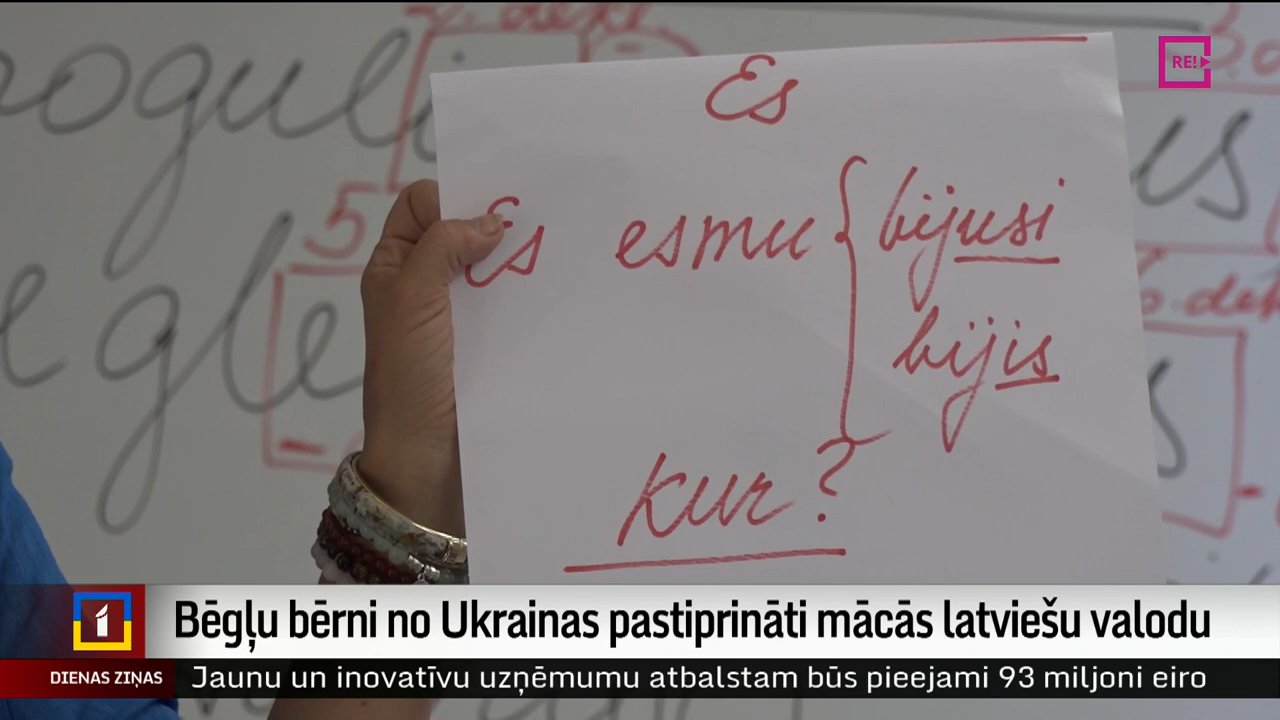 RE!
Es
Es esmu { bijusi
bijis
kur?
5
1
Bēgļu bērni no Ukrainas pastiprināti mācās latviešu valodu
DIENAS ZIŅAS
Jaunu un inovatīvu uzņēmumu atbalstam būs pieejami 93 miljoni eiro